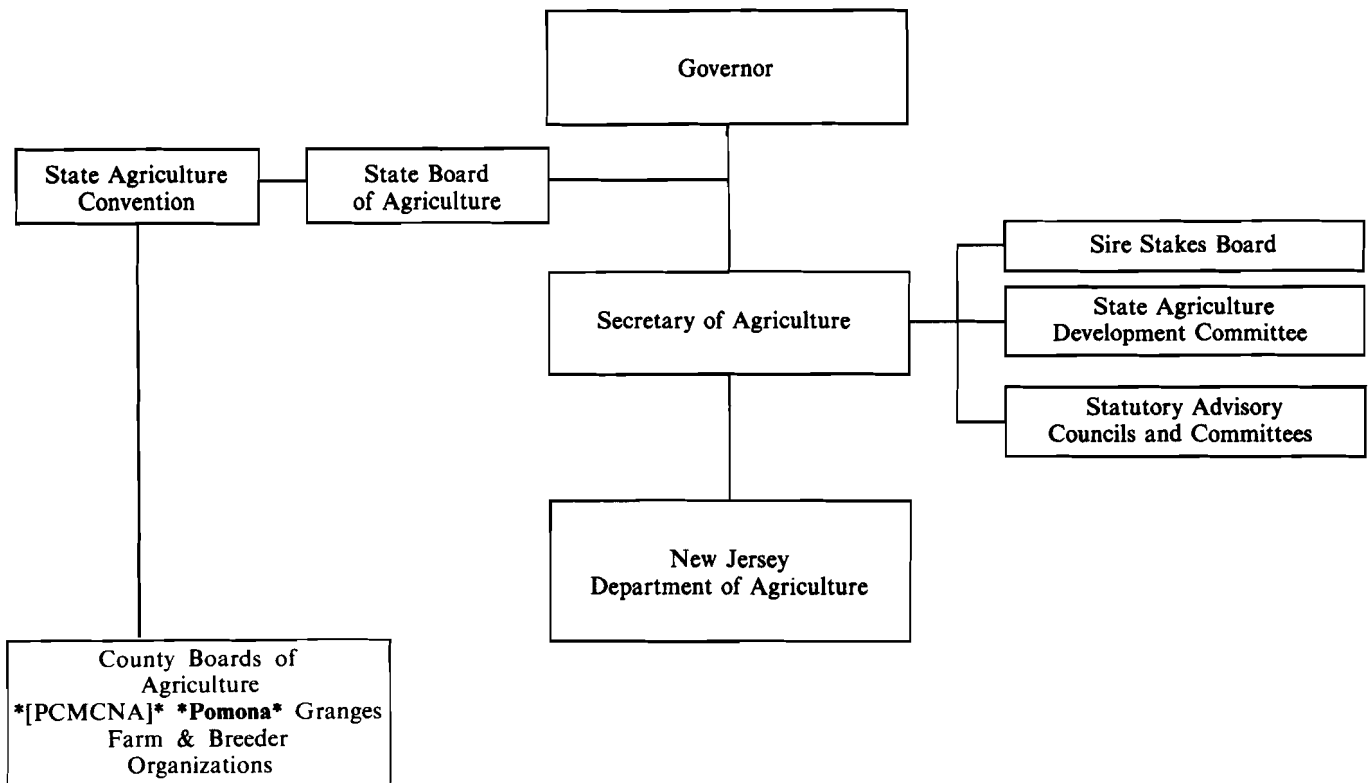 Governor
State Agriculture
Convention
State Board
of Agriculture
Sire Stakes Board
Secretary of Agriculture
State Agriculture
Development Committee
Statutory Advisory
Councils and Committees
New Jersey
Department of Agriculture
County Boards of
Agriculture
*[PCMCNA]* *Pomona* Granges
Farm & Breeder
Organizations